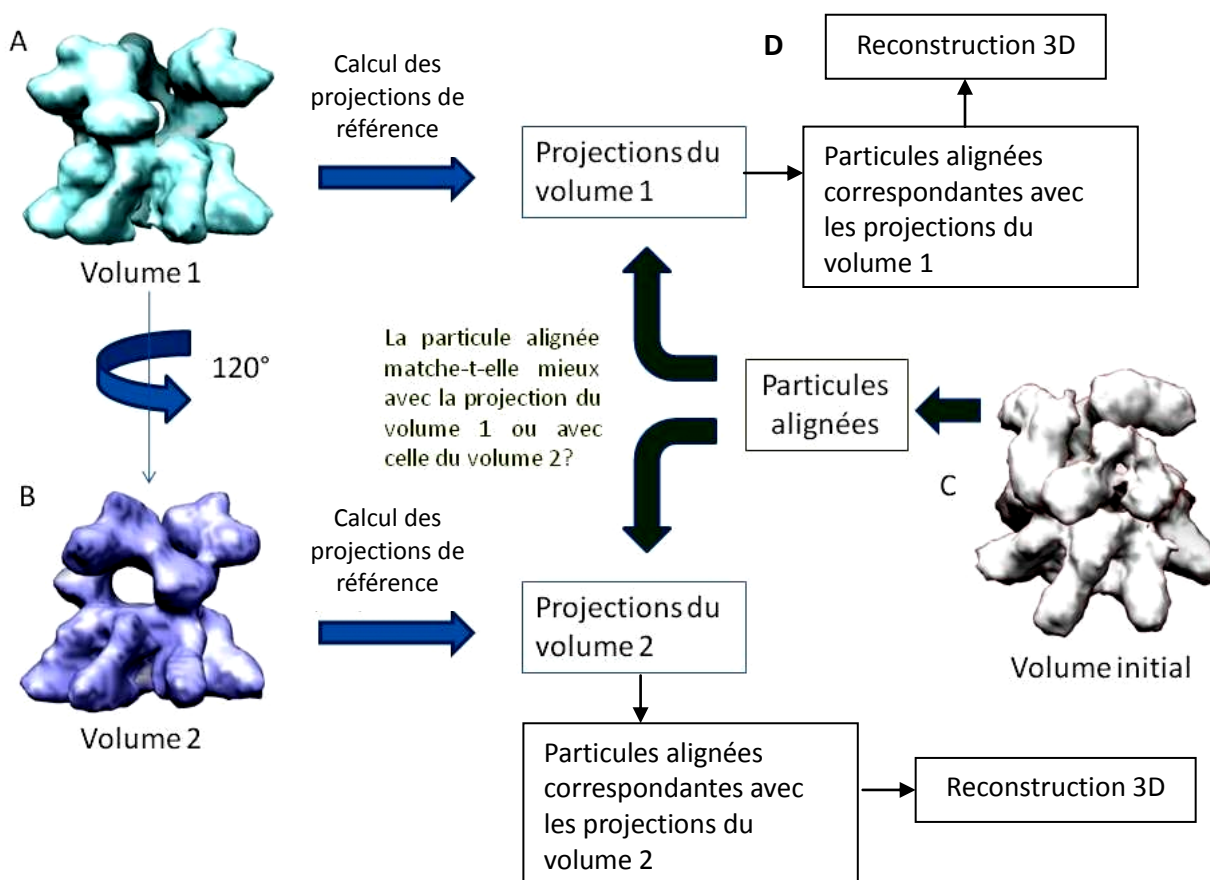 A
Volume 1
Calcul des
projections de
référence
Projections du
volume 1
D
Reconstruction 3D
Particules alignées
correspondantes avec
les projections du
volume 1
120°
La particule alignée
matche-t-elle mieux
avec la projection du
volume 1 ou avec
celle du volume 2?
Particules
alignées
C
Volume initial
B
Volume 2
Calcul des
projections de
référence
Projections du
volume 2
Particules alignées
correspondantes avec
les projections du
volume 2
Reconstruction 3D